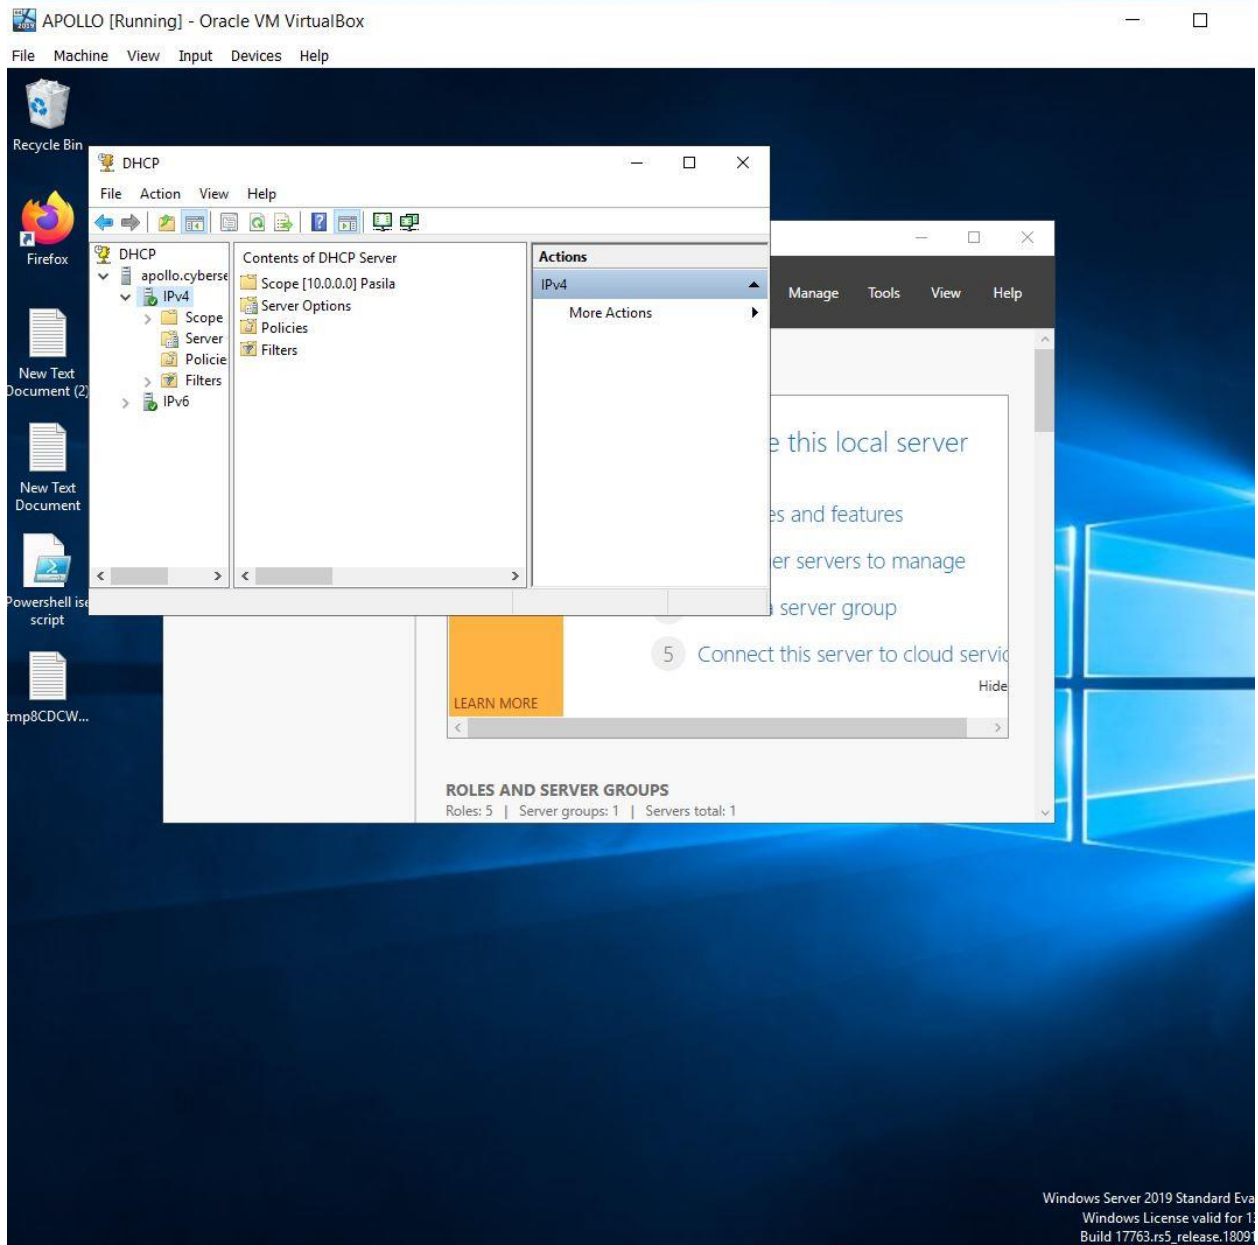 APOLLO [Running] - Oracle VM VirtualBox
File Machine View Input Devices Help
Recycle Bin
Firefox
New Text
Document (2)
New Text
Document
Powershell ise
script
tmp8CDCW...
DHCP
File Action View Help
DHCP
apollo.cyberse
IPv4
Scope
Server
Policie
Filters
IPv6
Contents of DHCP Server
Scope [10.0.0.0] Pasila
Server Options
Policies
Filters
Actions
IPv4
More Actions
Manage Tools View Help
e this local server
es and features
er servers to manage
server group
5 Connect this server to cloud servic
Hide
LEARN MORE
ROLES AND SERVER GROUPS
Roles: 5 | Server groups: 1 | Servers total: 1
Windows Server 2019 Standard Eva
Windows License valid for 1
Build 17763.rs5_release.1809